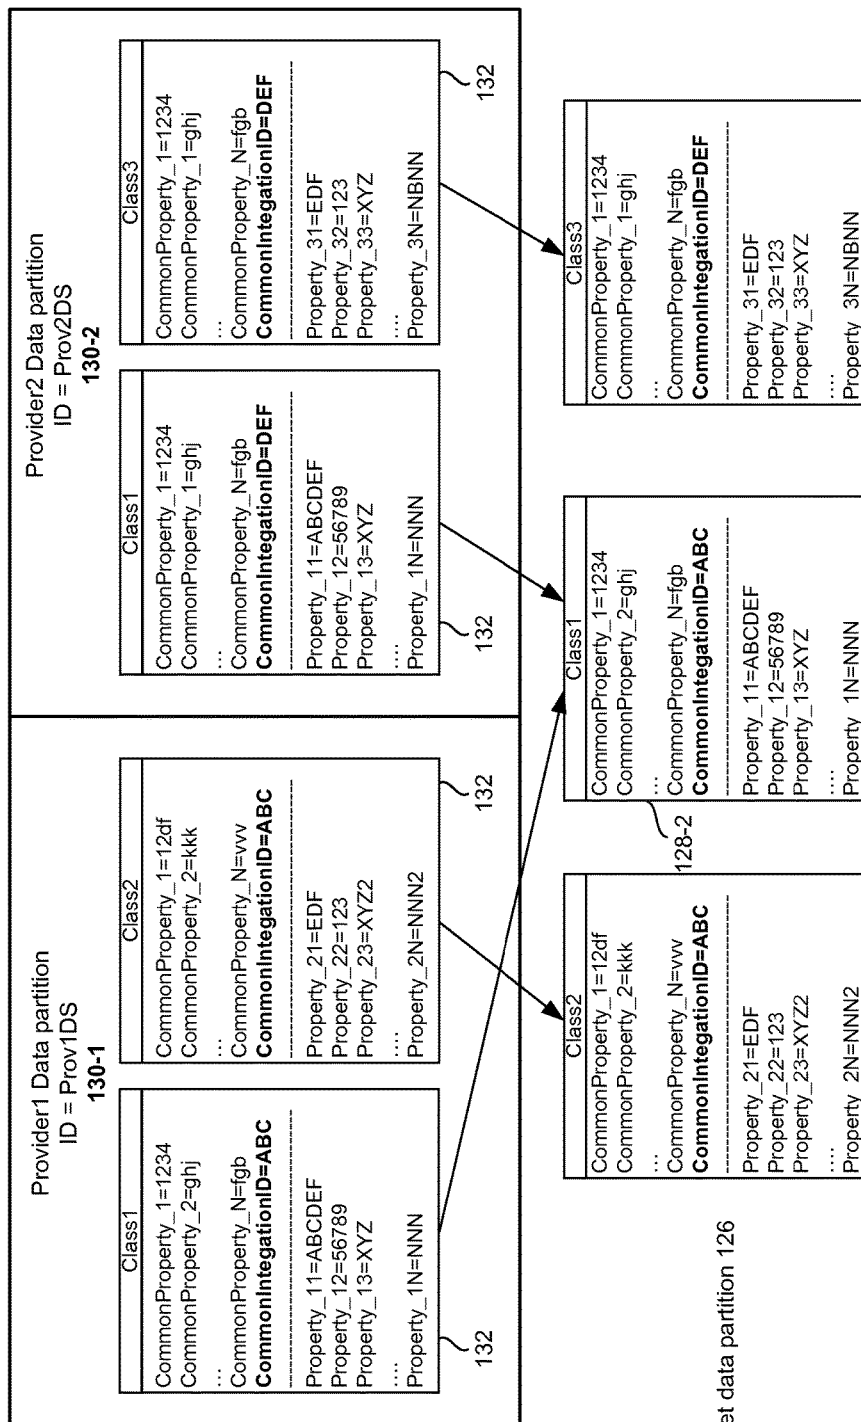 Provider1 Data partition
ID = Prov1DS
130-1
Class1
CommonProperty_1=1234
CommonProperty_2=ghj
...
CommonProperty_N=fgb
CommonIntegationID=ABC
Property_11=ABCDEF
Property_12=56789
Property_13=XYZ
....
Property_1N=NNN
132
Class2
CommonProperty_1=12df
CommonProperty_2=kkk
...
CommonProperty_N=vvv
CommonIntegationID=ABC
Property_21=EDF
Property_22=123
Property_23=XYZ2
....
Property_2N=NNN2
132
Provider2 Data partition
ID = Prov2DS
130-2
Class1
CommonProperty_1=1234
CommonProperty_1=ghj
...
CommonProperty_N=fgb
CommonIntegationID=DEF
Property_11=ABCDEF
Property_12=56789
Property_13=XYZ
....
Property_1N=NNN
132
Class3
CommonProperty_1=1234
CommonProperty_1=ghj
...
CommonProperty_N=fgb
CommonIntegationID=DEF
Property_31=EDF
Property_32=123
Property_33=XYZ
....
Property_3N=NBNN
132
et data partition 126
Class2
CommonProperty_1=12df
CommonProperty_2=kkk
...
CommonProperty_N=vvv
CommonIntegationID=ABC
Property_21=EDF
Property_22=123
Property_23=XYZ2
....
Property_2N=NNN2
128-2
Class1
CommonProperty_1=1234
CommonProperty_2=ghj
...
CommonProperty_N=fgb
CommonIntegationID=ABC
Property_11=ABCDEF
Property_12=56789
Property_13=XYZ
....
Property_1N=NNN
Class3
CommonProperty_1=1234
CommonProperty_1=ghj
...
CommonProperty_N=fgb
CommonIntegationID=DEF
Property_31=EDF
Property_32=123
Property_33=XYZ
....
Property_3N=NBNN